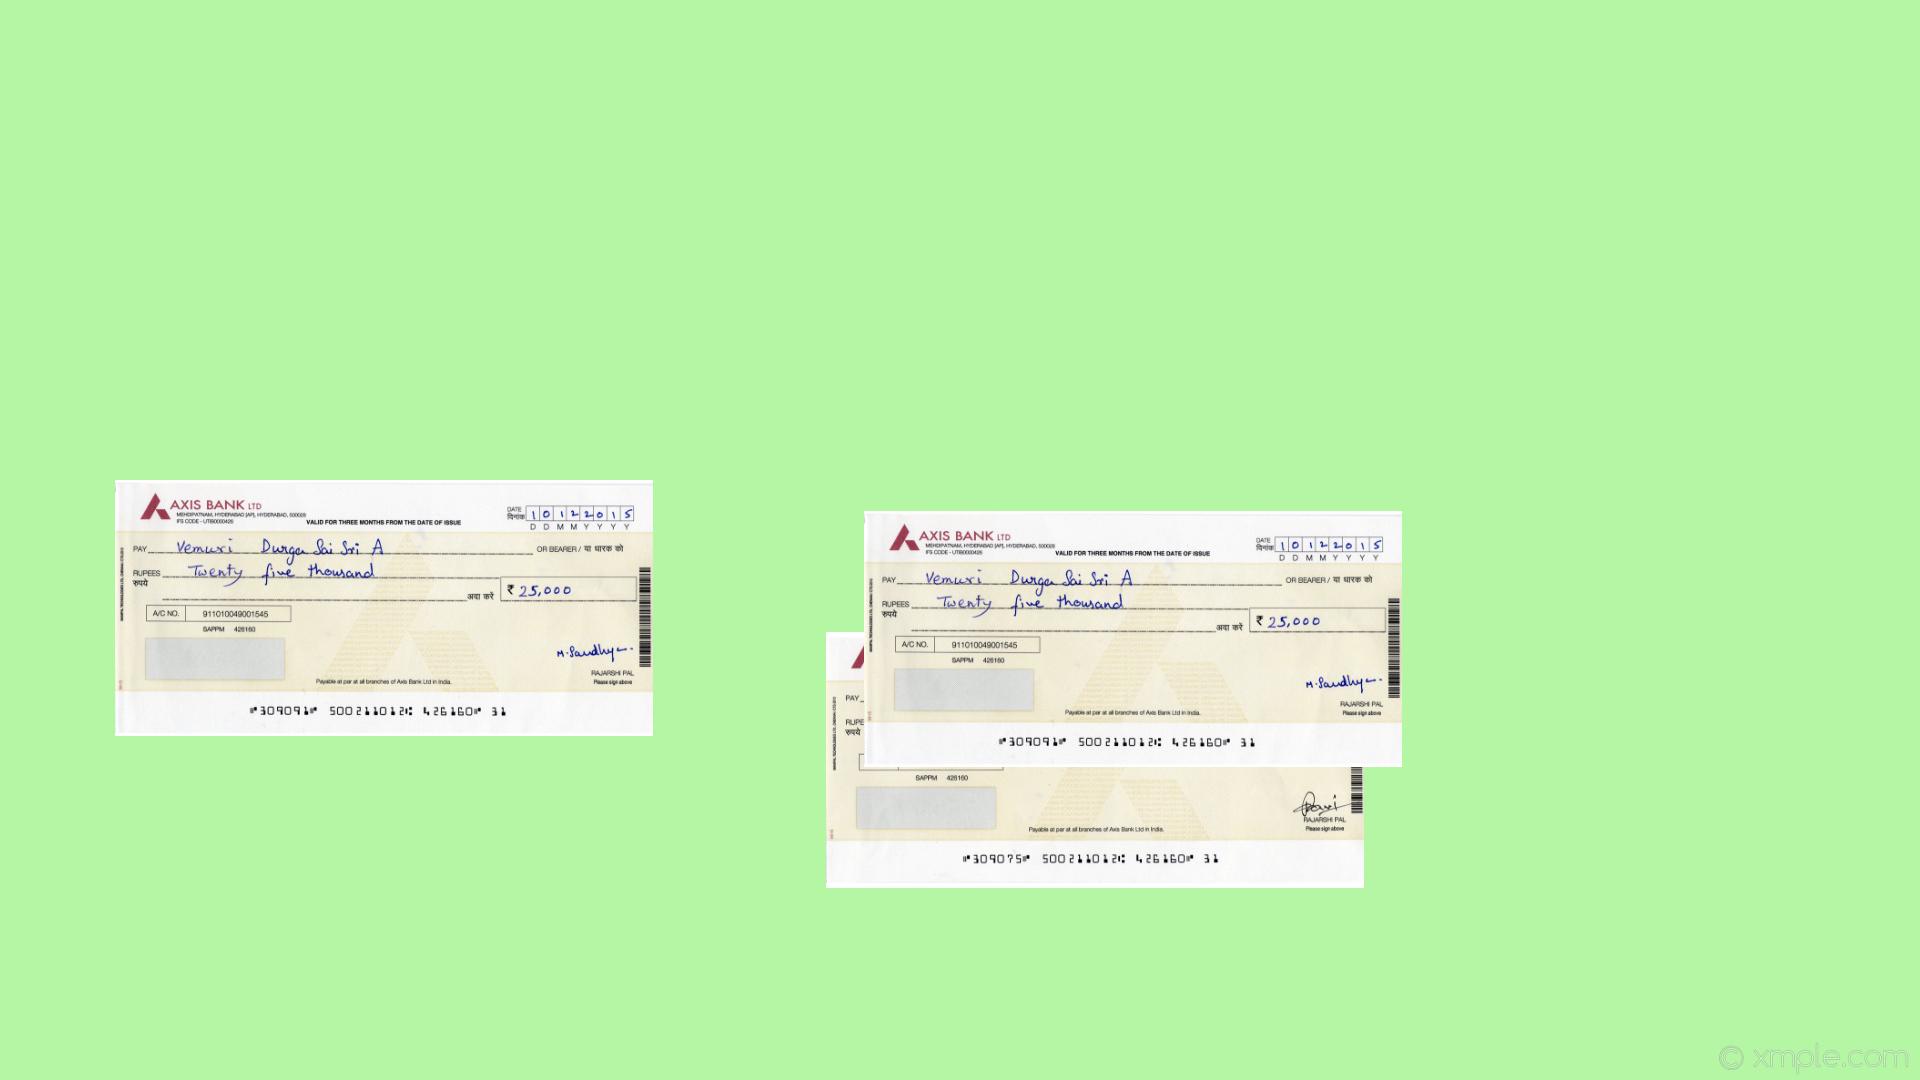 AXIS BANK LTD
MEHDIPATNAM, HYDERABAD [AP], HYDERABAD, 500028
IFS CODE - UTIB0000426
VALID FOR THREE MONTHS FROM THE DATE OF ISSUE
DATE
दिनांक
1 0 1 2 2 0 1 5
D D M M Y Y Y Y
PAY Vemuri Durga Sai Sri A OR BEARER / या धारक को
RUPEES Twenty five thousand
रुपये
अदा करें ₹ 25,000
A/C NO. 911010049001545
SAPPM 426160
M. Sandhya
RAJARSHI PAL
Please sign above
Payable at par at all branches of Axis Bank Ltd in India.
⑈309091⑈ 500211012⑆ 426160⑈ 31
AXIS BANK LTD
MEHDIPATNAM, HYDERABAD [AP], HYDERABAD, 500028
IFS CODE - UTIB0000426
VALID FOR THREE MONTHS FROM THE DATE OF ISSUE
DATE
दिनांक
1 0 1 2 2 0 1 5
D D M M Y Y Y Y
PAY Vemuri Durga Sai Sri A OR BEARER / या धारक को
RUPEES Twenty five thousand
रुपये
अदा करें ₹ 25,000
A/C NO. 911010049001545
SAPPM 426160
M. Sandhya
RAJARSHI PAL
Please sign above
Payable at par at all branches of Axis Bank Ltd in India.
⑈309091⑈ 500211012⑆ 426160⑈ 31
PAY
RUPE
रुपये
SAPPM 426160
RAJARSHI PAL
Please sign above
Payable at par at all branches of Axis Bank Ltd in India.
⑈309075⑈ 500211012⑆ 426160⑈ 31
© xmple.com